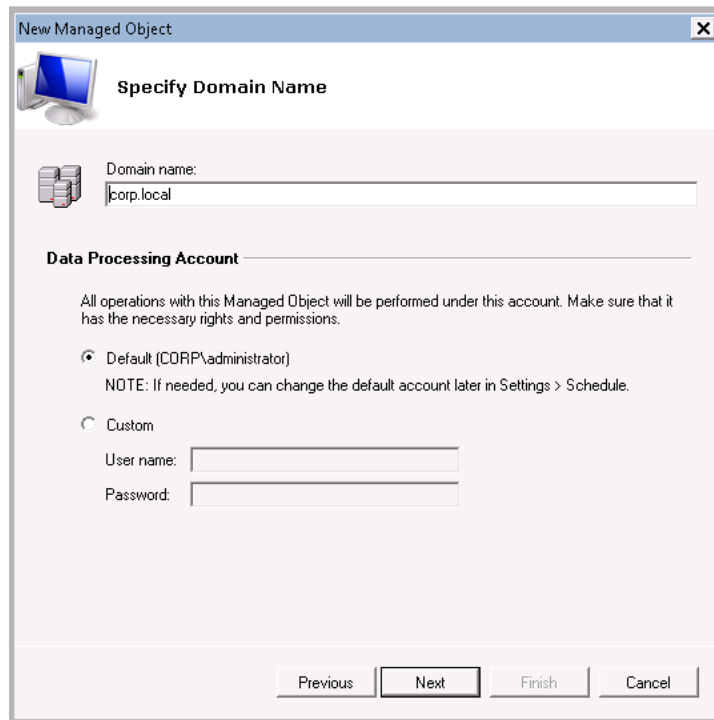 New Managed Object
Specify Domain Name
Domain name:
corp.local
Data Processing Account
All operations with this Managed Object will be performed under this account. Make sure that it
has the necessary rights and permissions.
Default (CORP\administrator)
NOTE: If needed, you can change the default account later in Settings > Schedule.
Custom
User name:
Password:
Previous Next Finish Cancel